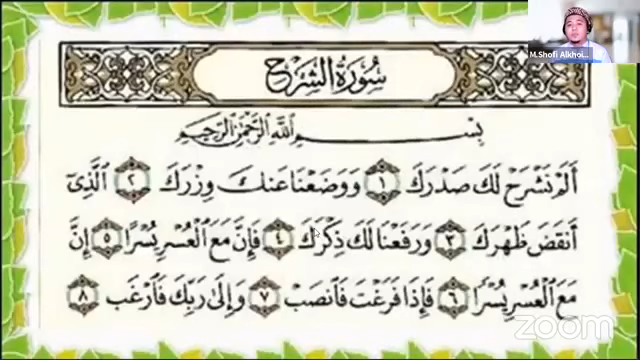 M.Shofi Alkhoi...
سُورَةُ الشَّرْحِ
بِسْمِ اللَّهِ الرَّحْمَٰنِ الرَّحِيمِ
أَلَمْ نَشْرَحْ لَكَ صَدْرَكَ ١ وَوَضَعْنَا عَنكَ وِزْرَكَ ٢ الَّذِىٓ
أَنقَضَ ظَهْرَكَ ٣ وَرَفَعْنَا لَكَ ذِكْرَكَ ٤ فَإِنَّ مَعَ الْعُسْرِ يُسْرًا ٥ إِنَّ
مَعَ الْعُسْرِ يُسْرًا ٦ فَإِذَا فَرَغْتَ فَانصَبْ ٧ وَإِلَىٰ رَبِّكَ فَارْغَب ٨
zoom